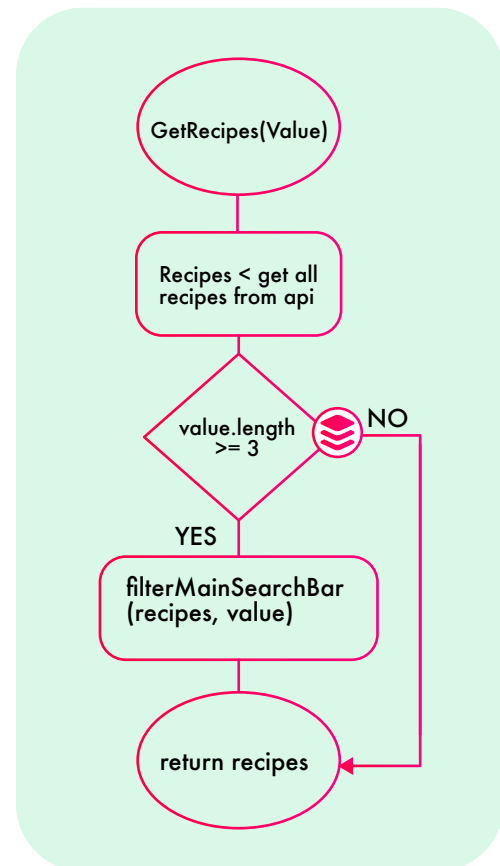 GetRecipes(Value)
Recipes < get all
recipes from api
value.length
>= 3
NO
YES
filterMainSearchBar
(recipes, value)
return recipes